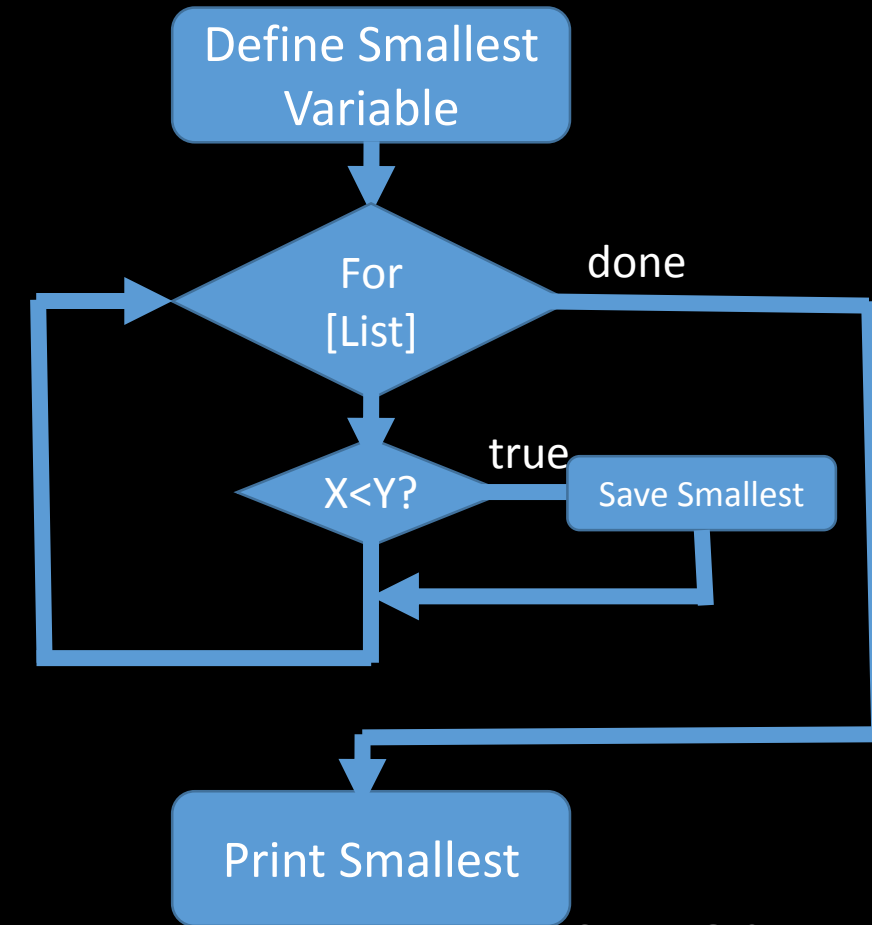 Define Smallest
Variable
For
[List]
done
X<Y?
true
Save Smallest
Print Smallest